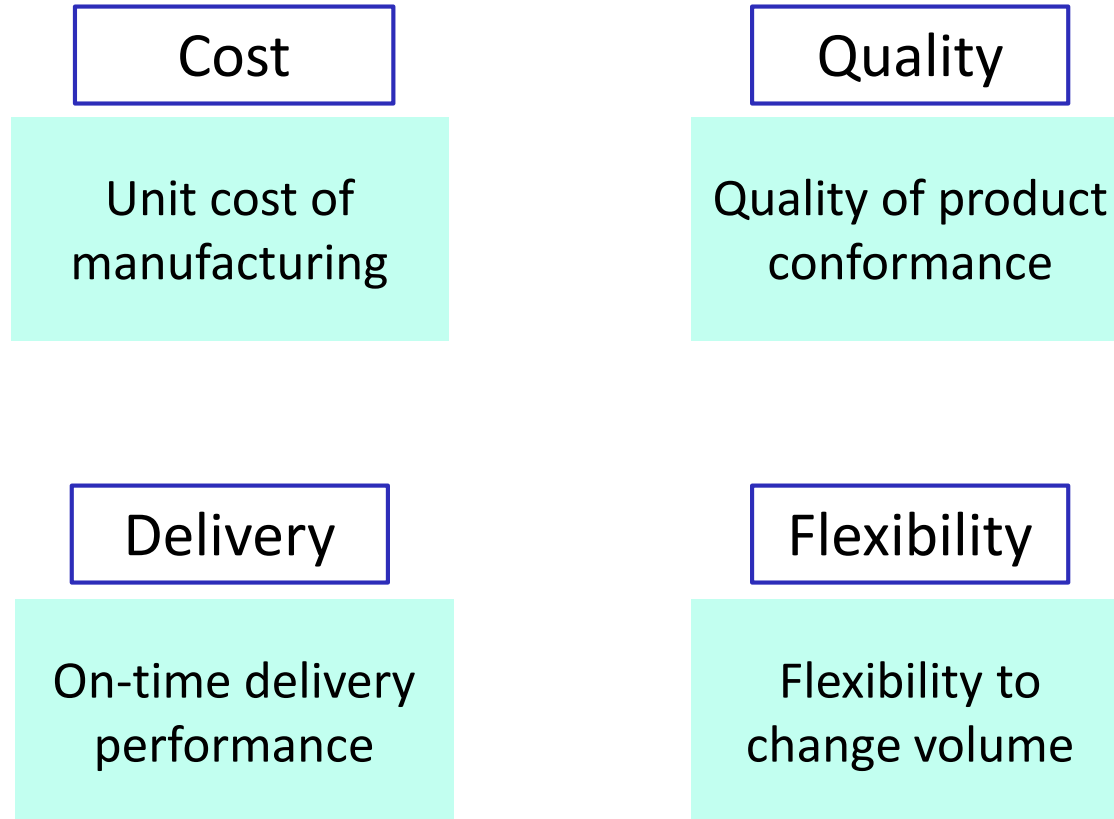 Cost
Unit cost of
manufacturing
Quality
Quality of product
conformance
Delivery
On-time delivery
performance
Flexibility
Flexibility to
change volume